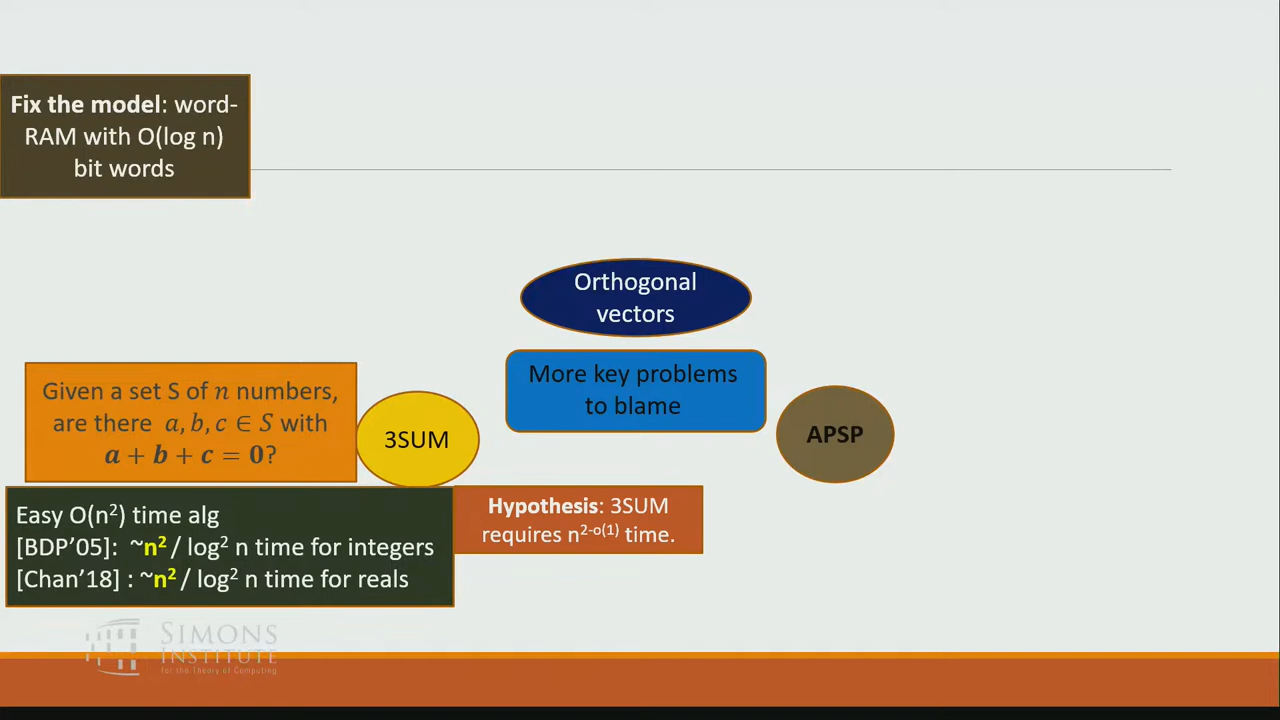 Fix the model: word-
RAM with O(log n)
bit words
Orthogonal
vectors
More key problems
to blame
Given a set S of n numbers,
are there a, b, c ∈ S with
a + b + c = 0?
3SUM
APSP
Easy O(n²) time alg
[BDP'05]: ~n² / log² n time for integers
[Chan'18] : ~n² / log² n time for reals
Hypothesis: 3SUM
requires n²⁻ᵒ⁽¹⁾ time.
SIMONS
INSTITUTE
for the Theory of Computing